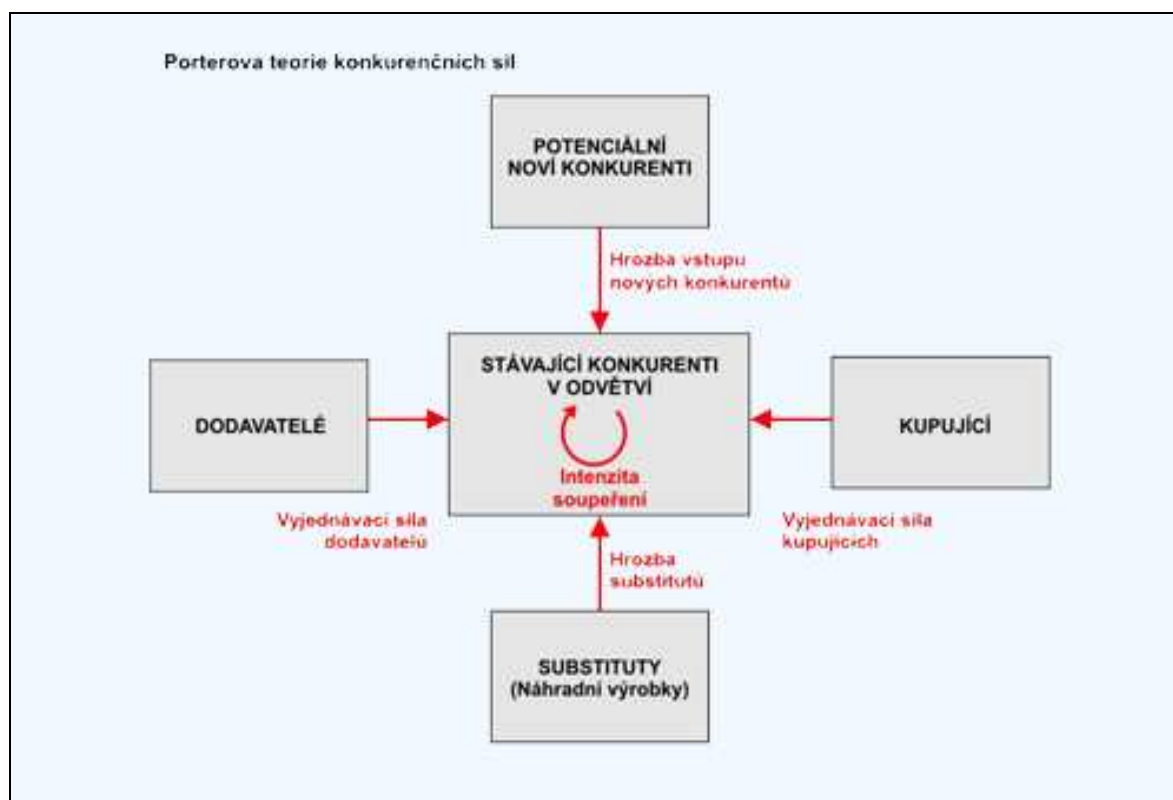 Porterova teorie konkurenčních sil
POTENCIÁLNÍ
NOVÍ KONKURENTI
Hrozba vstupu
nových konkurentů
STÁVAJÍCÍ KONKURENTI
V ODVĚTVÍ
DODAVATELÉ
KUPUJÍCÍ
Intenzita
soupeření
Vyjednávací síla
dodavatelů
Vyjednávací síla
kupujících
Hrozba
substitutů
SUBSTITUTY
(Náhradní výrobky)